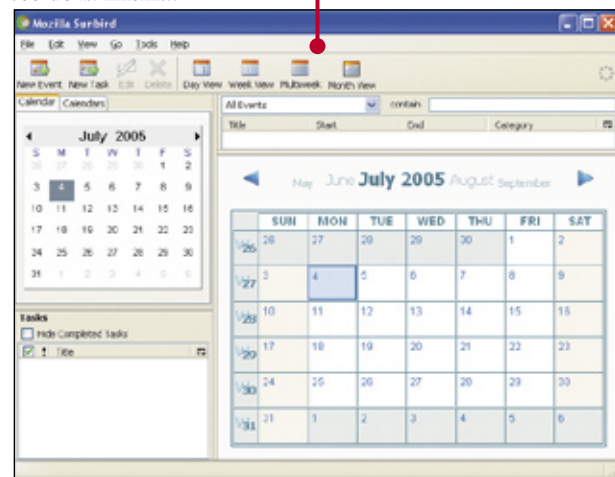 Mozilla Sunbird
File Edit View Go Tools Help
New Event New Task Edit Delete Day View Week View Multiweek Month View
Calendar Calendars
All Events contain
Title Start End Category
July 2005
S M T W T F S
26 27 28 29 30 1 2
3 4 5 6 7 8 9
10 11 12 13 14 15 16
17 18 19 20 21 22 23
24 25 26 27 28 29 30
31 1 2 3 4 5 6
Tasks
Hide Completed Tasks
! Title
May June July 2005 August September
SUN MON TUE WED THU FRI SAT
26 26 27 28 29 30 1 2
27 3 4 5 6 7 8 9
28 10 11 12 13 14 15 16
29 17 18 19 20 21 22 23
30 24 25 26 27 28 29 30
31 31 1 2 3 4 5 6